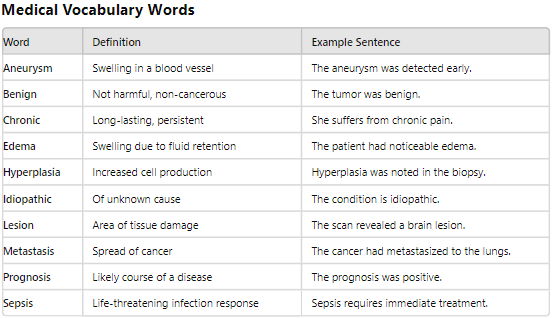 Medical Vocabulary Words
Word Definition Example Sentence
Aneurysm Swelling in a blood vessel The aneurysm was detected early.
Benign Not harmful, non-cancerous The tumor was benign.
Chronic Long-lasting, persistent She suffers from chronic pain.
Edema Swelling due to fluid retention The patient had noticeable edema.
Hyperplasia Increased cell production Hyperplasia was noted in the biopsy.
Idiopathic Of unknown cause The condition is idiopathic.
Lesion Area of tissue damage The scan revealed a brain lesion.
Metastasis Spread of cancer The cancer had metastasized to the lungs.
Prognosis Likely course of a disease The prognosis was positive.
Sepsis Life-threatening infection response Sepsis requires immediate treatment.